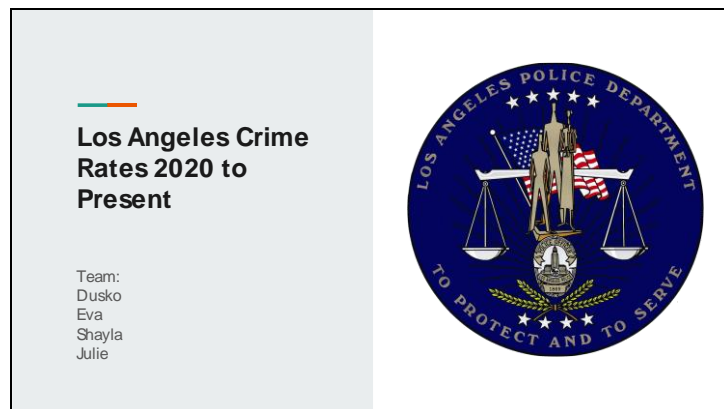 Los Angeles Crime
Rates 2020 to
Present
Team:
Dusko
Eva
Shayla
Julie
LOS ANGELES POLICE DEPARTMENT
TO PROTECT AND TO SERVE